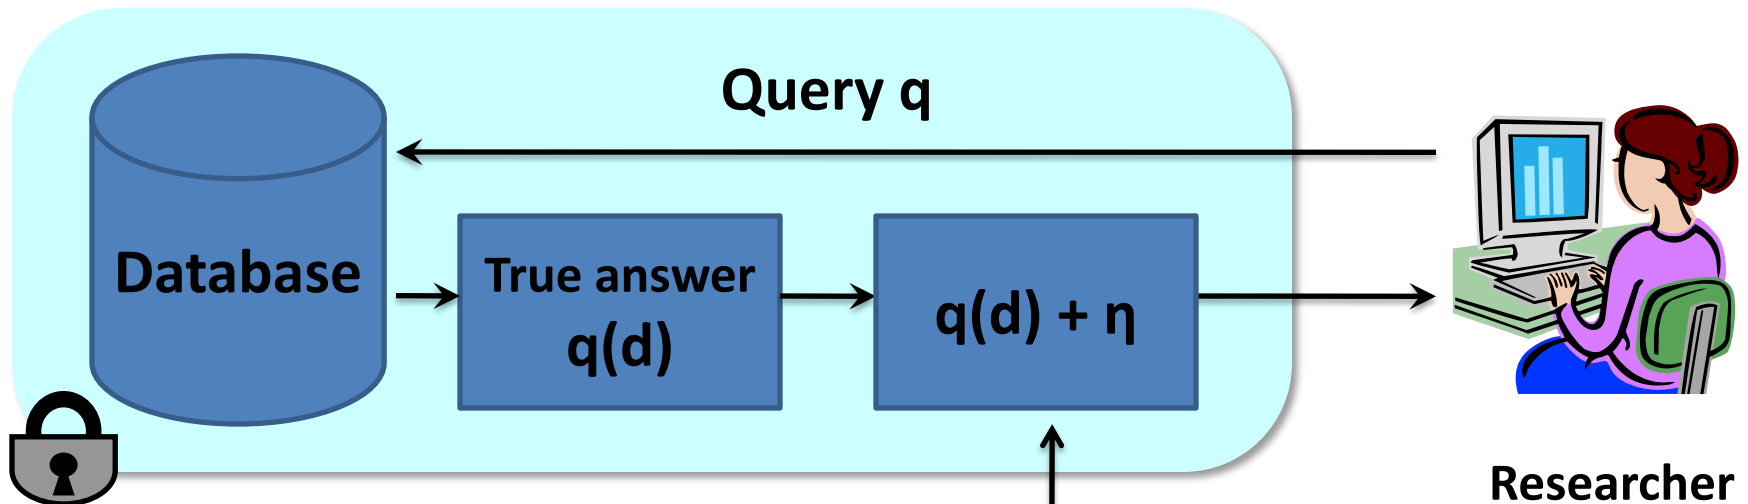 Query q
Database
True answer
q(d)
q(d) + η
Researcher